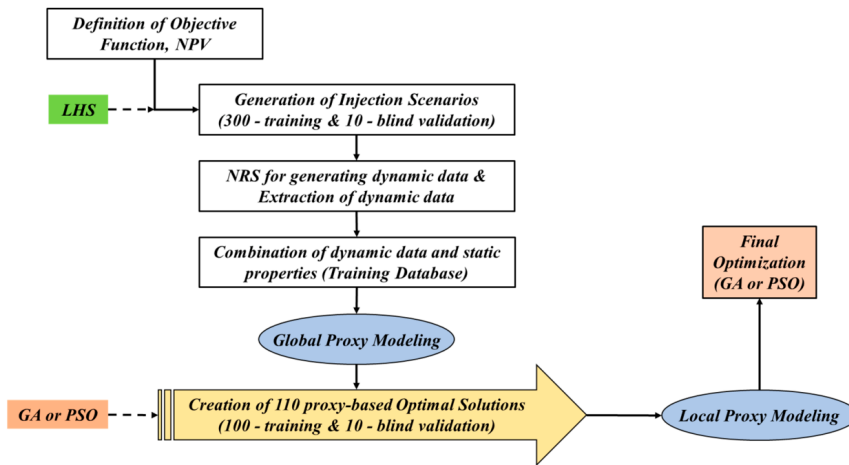 Definition of Objective
Function, NPV
LHS
Generation of Injection Scenarios
(300 - training & 10 - blind validation)
NRS for generating dynamic data &
Extraction of dynamic data
Combination of dynamic data and static
properties (Training Database)
Global Proxy Modeling
GA or PSO
Creation of 110 proxy-based Optimal Solutions
(100 - training & 10 - blind validation)
Local Proxy Modeling
Final
Optimization
(GA or PSO)